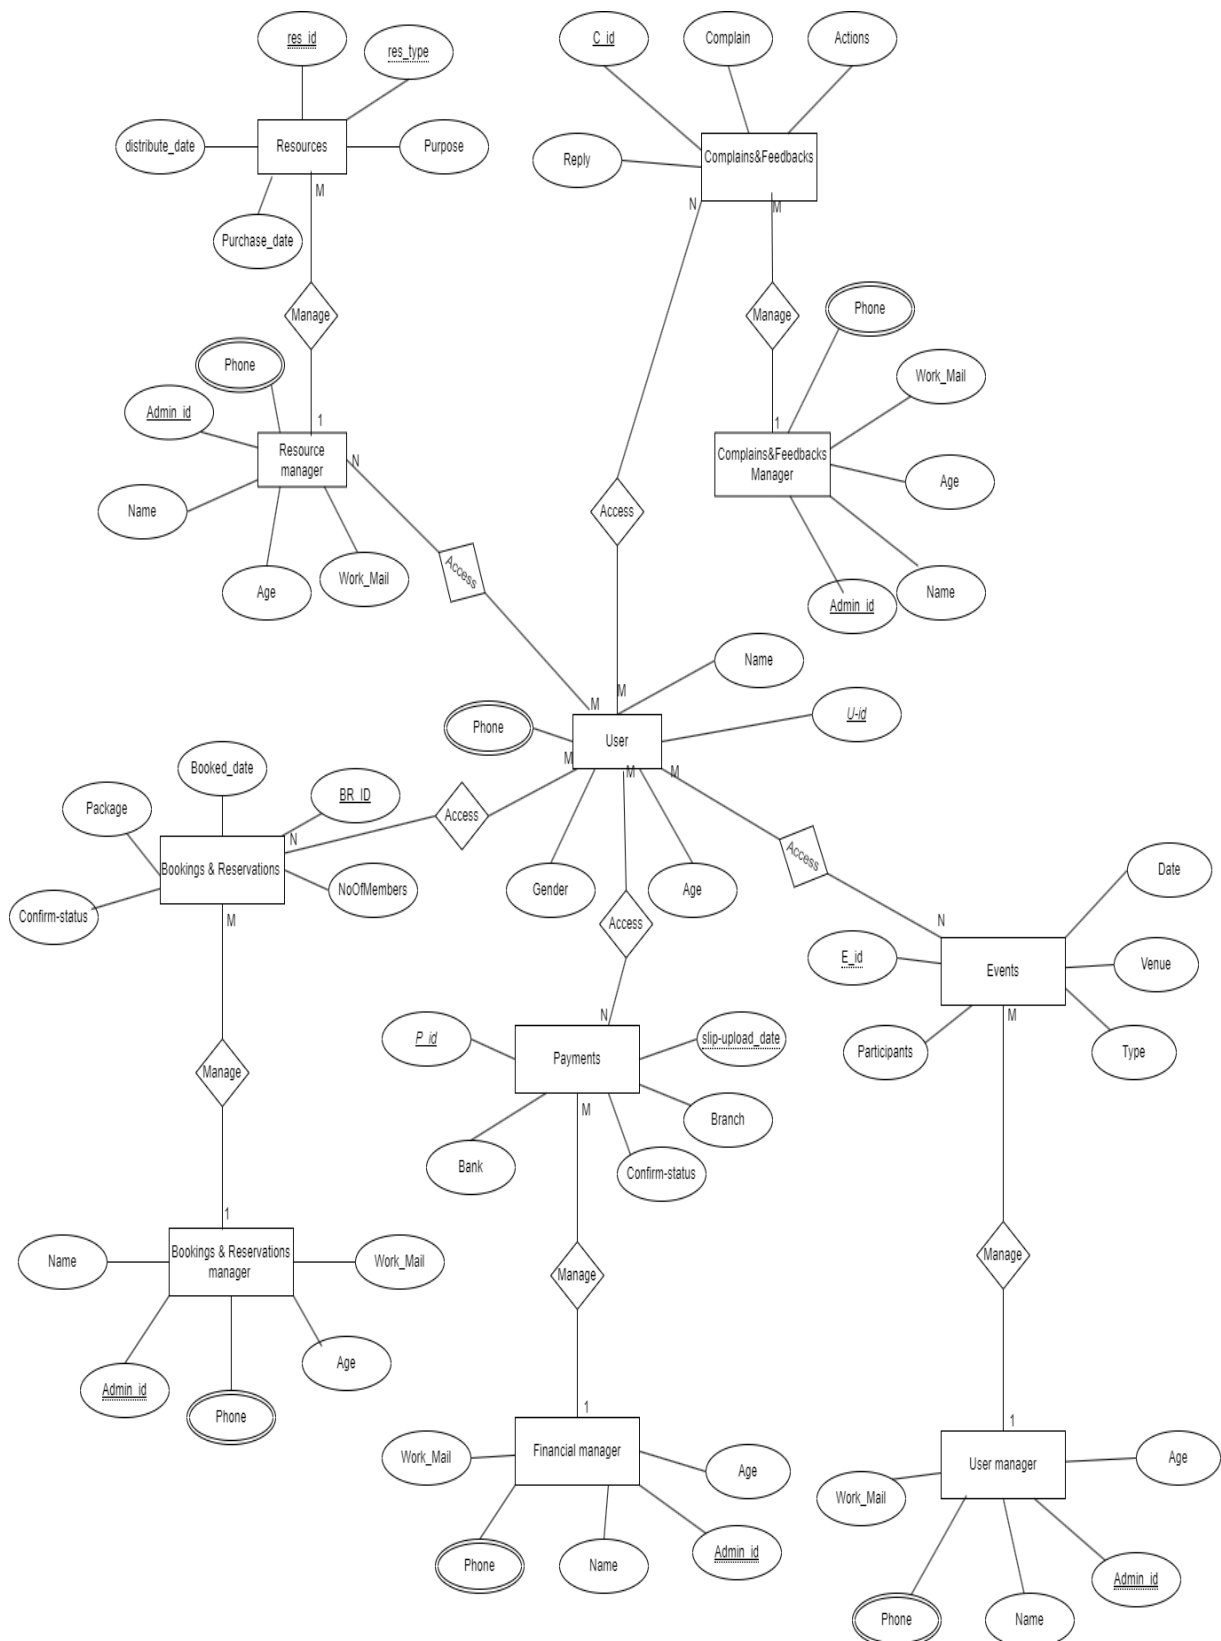 res_id
C_id
Complain
Actions
res_type
distribute_date
Resources
Purpose
Reply
Complains&Feedbacks
M
N
M
Purchase_date
Manage
Manage
Phone
Phone
Work_Mail
Admin_id
1
1
Resource
manager
N
Complains&Feedbacks
Manager
Age
Name
Access
Access
Age
Work_Mail
Admin_id
Name
Name
M
M
Phone
User
U-id
M
M
M
Booked_date
BR_ID
Package
Access
N
Access
Bookings & Reservations
Date
Gender
Age
NoOfMembers
Confirm-status
M
Access
N
E_id
Events
Venue
N
M
P_id
slip-upload_date
Payments
Participants
Type
Manage
M
Branch
Bank
Confirm-status
1
Name
Bookings & Reservations
manager
Work_Mail
Manage
Manage
Age
Admin_id
Phone
1
1
Work_Mail
Financial manager
Age
User manager
Age
Work_Mail
Phone
Name
Admin_id
Admin_id
Phone
Name